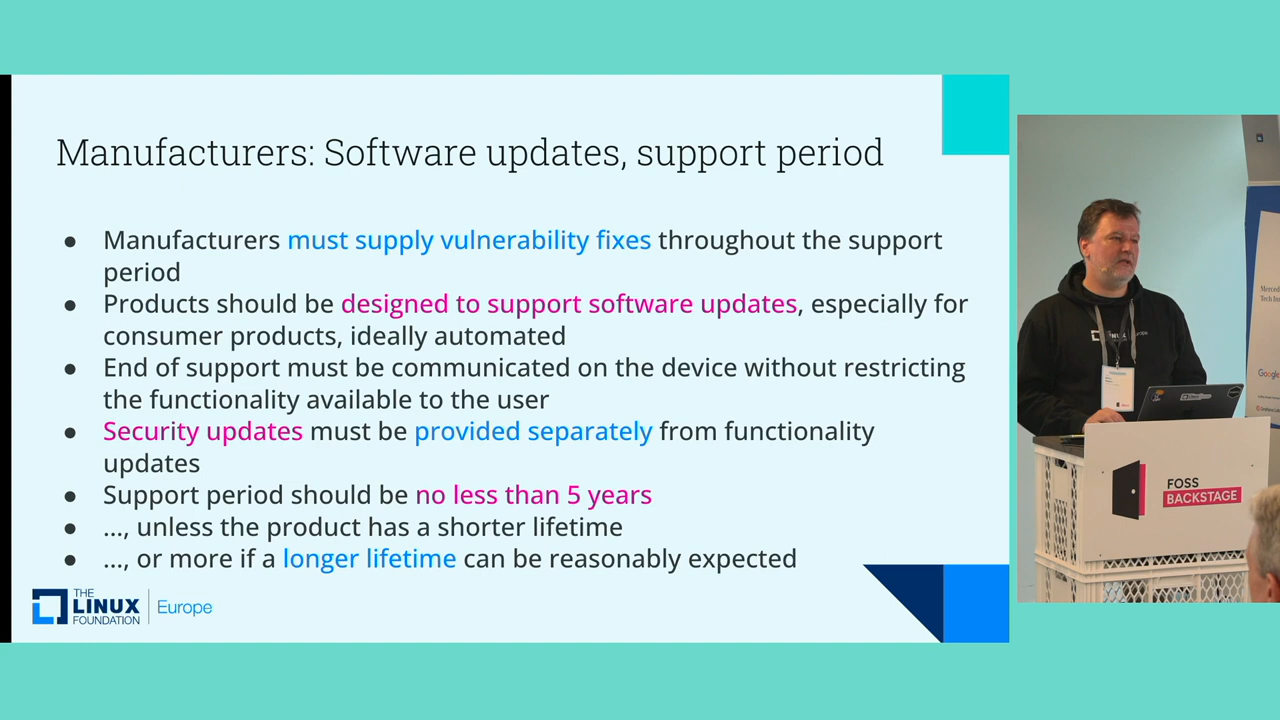 Manufacturers: Software updates, support period
● Manufacturers must supply vulnerability fixes throughout the support
period
● Products should be designed to support software updates, especially for
consumer products, ideally automated
● End of support must be communicated on the device without restricting
the functionality available to the user
● Security updates must be provided separately from functionality
updates
● Support period should be no less than 5 years
● ..., unless the product has a shorter lifetime
● ..., or more if a longer lifetime can be reasonably expected
THE
LINUX
FOUNDATION
Europe
FOSS
BACKSTAGE
Google